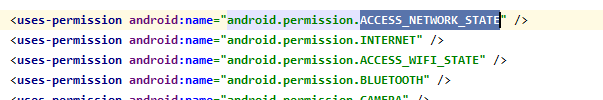 <uses-permission android:name="android.permission.ACCESS_NETWORK_STATE" />
<uses-permission android:name="android.permission.INTERNET" />
<uses-permission android:name="android.permission.ACCESS_WIFI_STATE" />
<uses-permission android:name="android.permission.BLUETOOTH" />
<uses-permission android:name="android.permission.CAMERA" />